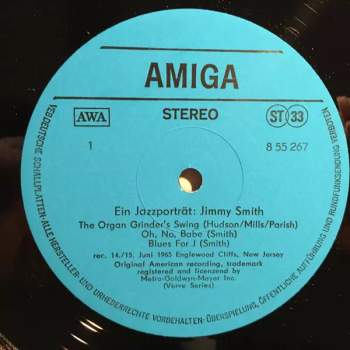 AMIGA
AWA
STEREO
ST 33
1
8 55 267
Ein Jazzporträt: Jimmy Smith
The Organ Grinder's Swing (Hudson/Mills/Parish)
Oh, No, Babe (Smith)
Blues For J (Smith)
rec. 14./15. Juni 1965 Englewood Cliffs, New Jersey
Original American recording, trademark
registered and licensend by
Metro-Goldwyn-Mayer Inc.
(Verve Series)
VEB DEUTSCHE SCHALLPLATTEN · ALLE HERSTELLER- UND URHEBERRECHTE VORBEHALTEN · ÜBERSPIELUNG, ÖFFENTLICHE AUFFÜHRUNG UND RUNDFUNKSENDUNG VERBOTEN